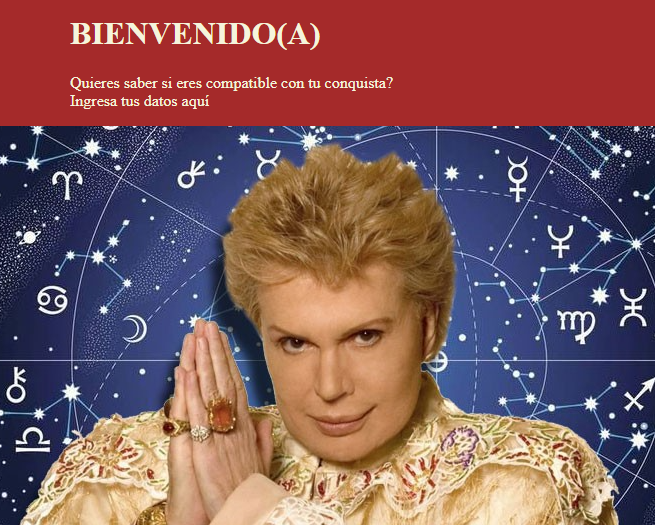 BIENVENIDO(A)
Quieres saber si eres compatible con tu conquista?
Ingresa tus datos aquí